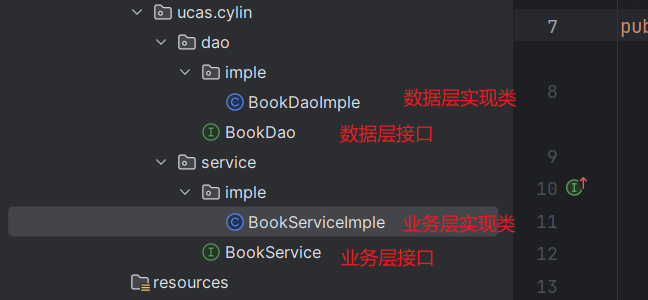 ucas.cylin
7 pub
dao
imple
8
BookDaoImple 数据层实现类
BookDao 数据层接口
9
service
imple
10
BookServiceImple 业务层实现类
11
BookService 业务层接口
12
resources
13